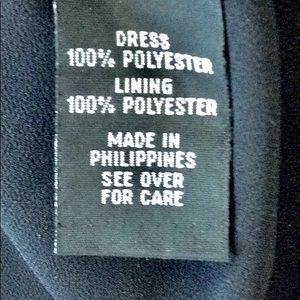 DRESS
100% POLYESTER
LINING
100% POLYESTER
MADE IN
PHILIPPINES
SEE OVER
FOR CARE